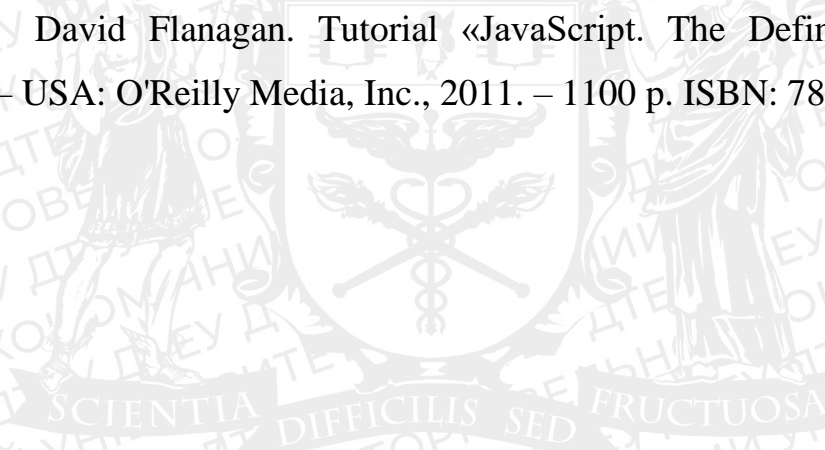 David Flanagan. Tutorial «JavaScript. The Defin
– USA: O'Reilly Media, Inc., 2011. – 1100 p. ISBN: 78
SCIENTIA DIFFICILIS SED FRUCTUOSA